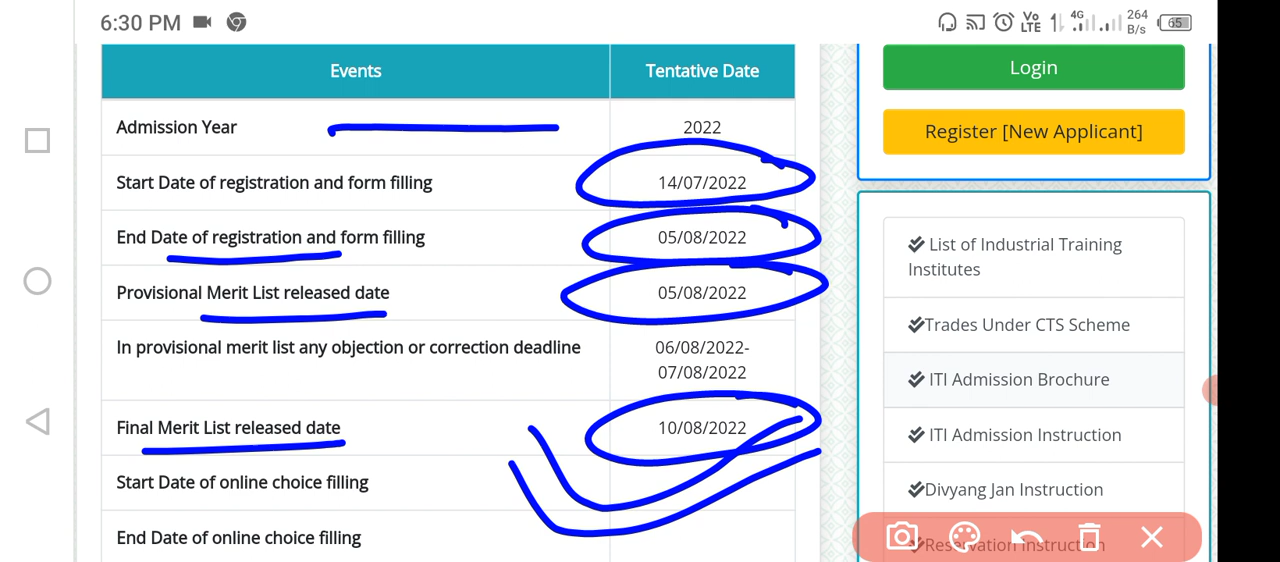 6:30 PM
Vo
LTE
4G
264
B/s
65
Events Tentative Date
Admission Year 2022
Start Date of registration and form filling 14/07/2022
End Date of registration and form filling 05/08/2022
Provisional Merit List released date 05/08/2022
In provisional merit list any objection or correction deadline 06/08/2022-
07/08/2022
Final Merit List released date 10/08/2022
Start Date of online choice filling
End Date of online choice filling
Login
Register [New Applicant]
List of Industrial Training
Institutes
Trades Under CTS Scheme
ITI Admission Brochure
ITI Admission Instruction
Divyang Jan Instruction
Reservation Instruction